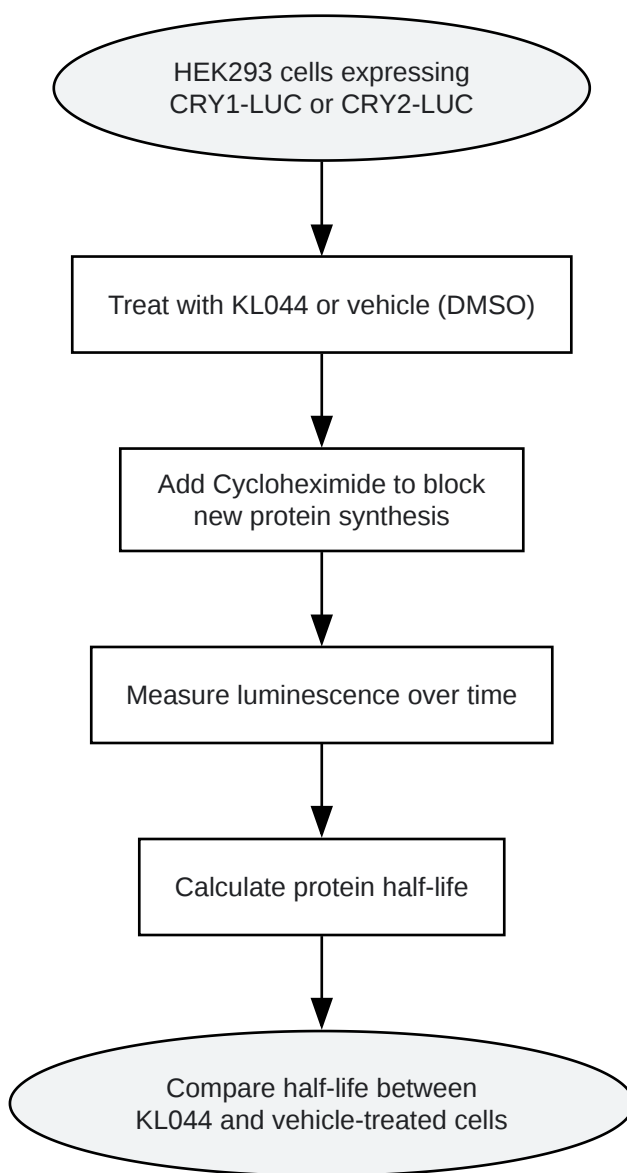 HEK293 cells expressing
CRY1-LUC or CRY2-LUC
Treat with KL044 or vehicle (DMSO)
Add Cycloheximide to block
new protein synthesis
Measure luminescence over time
Calculate protein half-life
Compare half-life between
KL044 and vehicle-treated cells